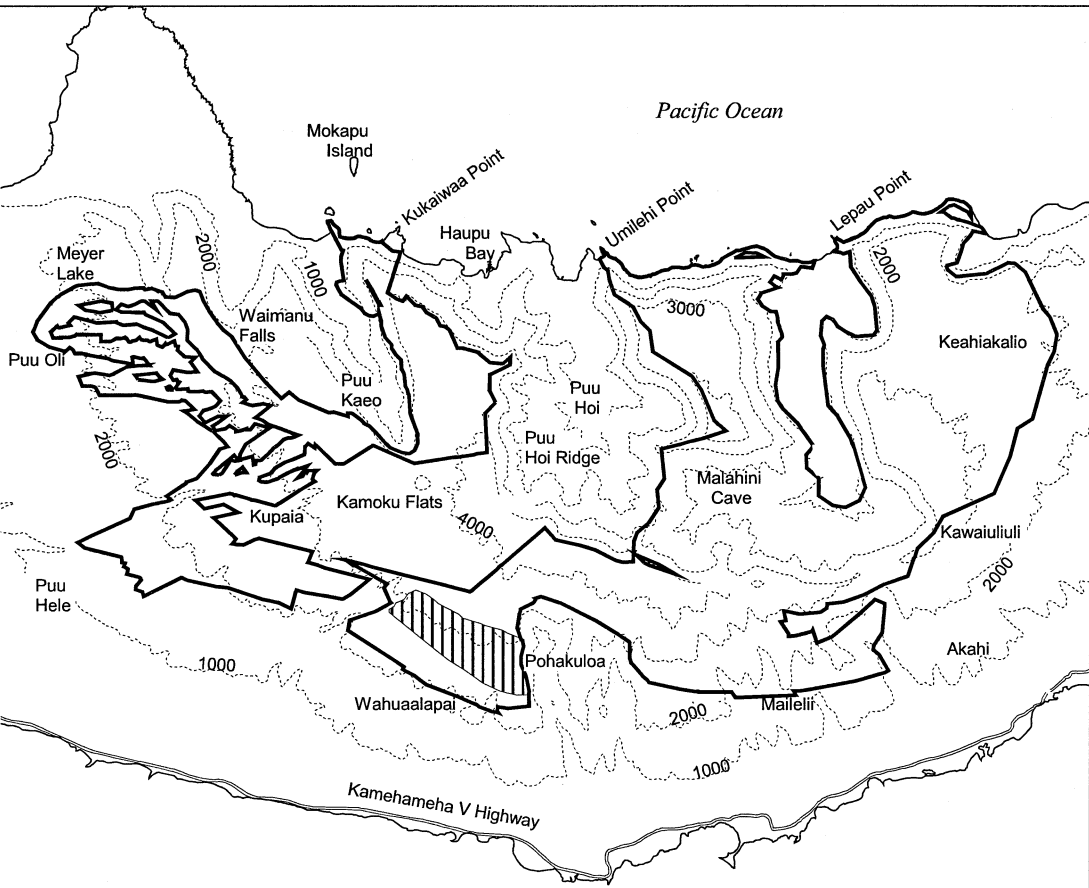 Pacific Ocean
Mokapu
Island
Kukaiwaa Point
Umilehi Point
Lepau Point
Haupu
Bay
Meyer
Lake
2000
1000
2000
3000
Waimanu
Falls
Puu Oli
Keahiakalio
Puu
Kaeo
Puu
Hoi
Puu
Hoi Ridge
2000
Malahini
Cave
Kamoku Flats
Kupaia
4000
Kawaiuliuli
2000
Puu
Hele
1000
Pohakuloa
Akahi
Wahuaalapai
Mailelii
2000
1000
Kamehameha V Highway